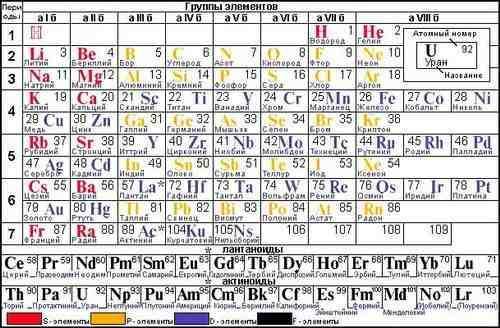 Пери оды Группы элементов
а I б а II б а III б а IV б а V б а VI б а VII б а VIII б
1 H H 1 Водород He 2 Гелий
Атомный номер U 92 Уран Название
2 Li 3 Литий Be 4 Бериллий B 5 Бор C 6 Углерод N 7 Азот O 8 Кислород F 9 Фтор Ne 10 Неон
3 Na 11 Натрий Mg 12 Магний Al 13 Алюминий Si 14 Кремний P 15 Фосфор S 16 Сера Cl 17 Хлор Ar 18 Аргон
4 K 19 Калий Ca 20 Кальций 21 Sc Скандий 22 Ti Титан 23 V Ванадий 24 Cr Хром 25 Mn Марганец 26 Fe Железо 27 Co Кобальт 28 Ni Никель
29 Cu Медь 30 Zn Цинк Ga 31 Галлий Ge 32 Германий As 33 Мышьяк Se 34 Селен Br 35 Бром Kr 36 Криптон
5 Rb 37 Рубидий Sr 38 Стронций 39 Y Иттрий 40 Zr Цирконий 41 Nb Ниобий 42 Mo Молибден 43 Tc Технеций 44 Ru Рутений 45 Rh Родий 46 Pd Палладий
47 Ag Серебро 48 Cd Кадмий In 49 Индий Sn 50 Олово Sb 51 Сурьма Te 52 Теллур I 53 Иод Xe 54 Ксенон
6 Cs 55 Цезий Ba 56 Барий 57 La* Лантан 72 Hf Гафний 73 Ta Тантал 74 W Вольфрам 75 Re Рений 76 Os Осмий 77 Ir Иридий 78 Pt Платина
79 Au Золото 80 Hg Ртуть Tl 81 Таллий Pb 82 Свинец Bi 83 Висмут Po 84 Полоний At 85 Астат Rn 86 Радон
7 Fr 87 Франций Ra 88 Радий 89 Ac* Актиний 104 Ku Курчатовий 105 Ns Нильсборий 106 107 108 109
* лантаноиды
Ce 58 Церий Pr 59 Празеодим Nd 60 Неодим Pm 61 Прометий Sm 62 Самарий Eu 63 Европий Gd 64 Гадолиний Tb 65 Тербий Dy 66 Диспрозий Ho 67 Гольмий Er 68 Эрбий Tm 69 Тулий Yb 70 Иттербий Lu 71 Лютеций
* актиноиды
Th 90 Торий Pa 91 Протактиний U 92 Уран Np 93 Нептуний Pu 94 Плутоний Am 95 Америций Cm 96 Кюрий Bk 97 Берклий Cf 98 Калифорний Es 99 Эйнштейний Fm 100 Фермий Md 101 Менделевий No 102 (Нобелий) Lr 103 (Лоуренсий)
S - элементы P - элементы D - элементы F - элементы